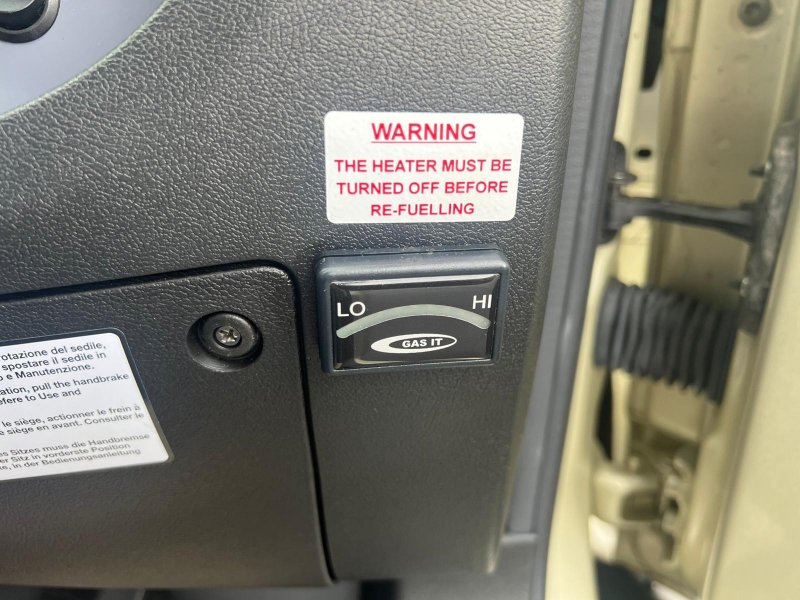 WARNING
THE HEATER MUST BE
TURNED OFF BEFORE
RE-FUELLING
LO HI
GAS IT
rotazione del sedile,
spostare il sedile in
o e Manutenzione.
ation, pull the handbrake
efere to Use and
le siège, actionner le frein à
e siège en avant. Consulter le
es Sitzes muss die Handbremse
er Sitz in vorderste Position
te, in der Bedienungsanleitung